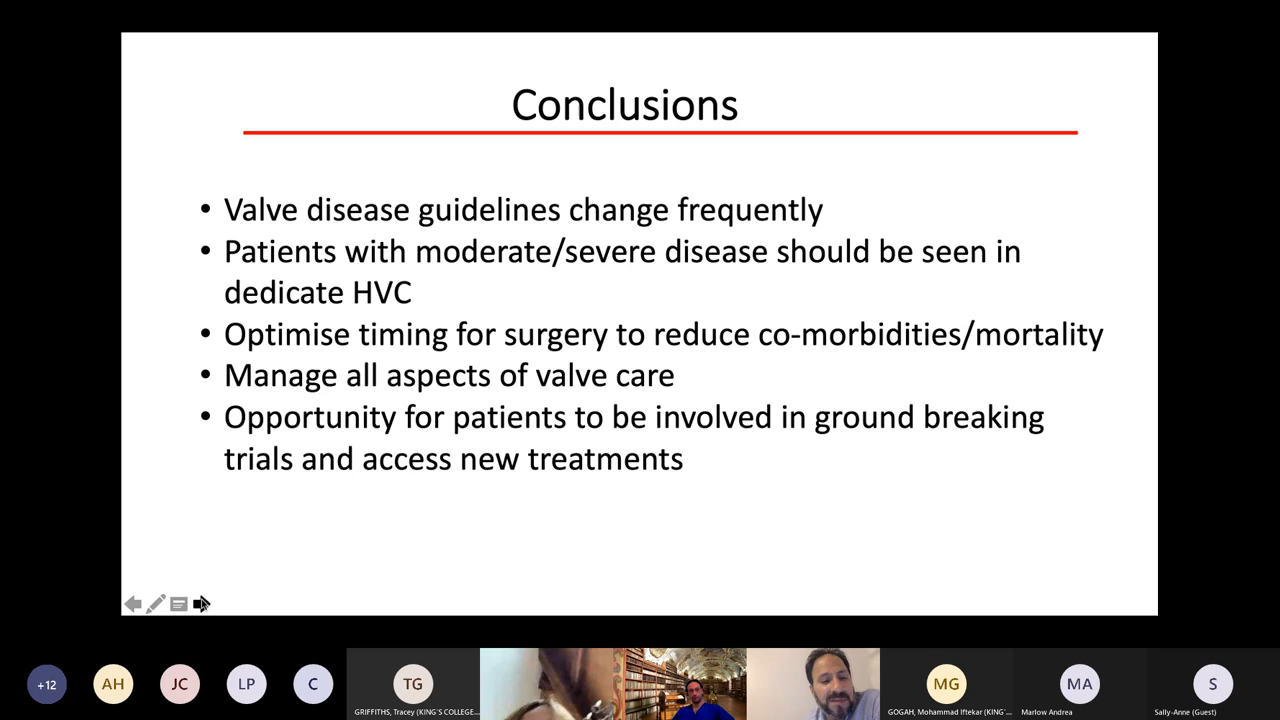 Conclusions
• Valve disease guidelines change frequently
• Patients with moderate/severe disease should be seen in
dedicate HVC
• Optimise timing for surgery to reduce co-morbidities/mortality
• Manage all aspects of valve care
• Opportunity for patients to be involved in ground breaking
trials and access new treatments
+12
AH
JC
LP
C
TG
MG
MA
S
GRIFFITHS, Tracey (KING'S COLLEGE...
GOGAH, Mohammad Iftekar (KING'...
Marlow Andrea
Sally-Anne (Guest)